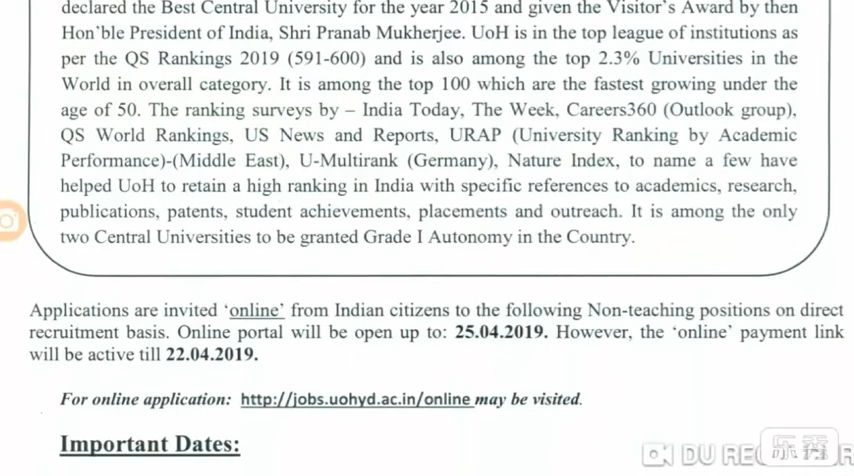 declared the Best Central University for the year 2015 and given the Visitor's Award by then
Hon'ble President of India, Shri Pranab Mukherjee. UoH is in the top league of institutions as
per the QS Rankings 2019 (591-600) and is also among the top 2.3% Universities in the
World in overall category. It is among the top 100 which are the fastest growing under the
age of 50. The ranking surveys by – India Today, The Week, Careers360 (Outlook group),
QS World Rankings, US News and Reports, URAP (University Ranking by Academic
Performance)-(Middle East), U-Multirank (Germany), Nature Index, to name a few have
helped UoH to retain a high ranking in India with specific references to academics, research,
publications, patents, student achievements, placements and outreach. It is among the only
two Central Universities to be granted Grade I Autonomy in the Country.
Applications are invited 'online' from Indian citizens to the following Non-teaching positions on direct
recruitment basis. Online portal will be open up to: 25.04.2019. However, the 'online' payment link
will be active till 22.04.2019.
For online application: http://jobs.uohyd.ac.in/online may be visited.
Important Dates:
DU